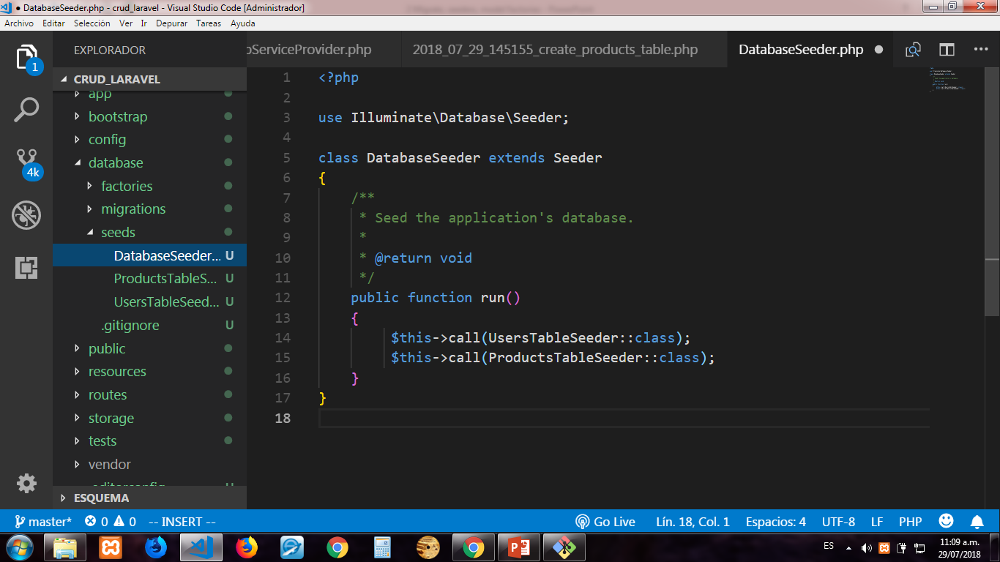 DatabaseSeeder.php - crud_laravel - Visual Studio Code [Administrador]
Archivo Editar Selección Ver Ir Depurar Tareas Ayuda
EXPLORADOR
pServiceProvider.php 2018_07_29_145155_create_products_table.php DatabaseSeeder.php
1
CRUD_LARAVEL
app
bootstrap
config
database
factories
migrations
seeds
DatabaseSeeder... U
ProductsTableS... U
UsersTableSeed... U
.gitignore U
public
resources
routes
storage
tests
vendor
.editorconfig U
ESQUEMA
4k
1 <?php
2
3 use Illuminate\Database\Seeder;
4
5 class DatabaseSeeder extends Seeder
6 {
7 /**
8 * Seed the application's database.
9 *
10 * @return void
11 */
12 public function run()
13 {
14 $this->call(UsersTableSeeder::class);
15 $this->call(ProductsTableSeeder::class);
16 }
17 }
18
master* 0 0 -- INSERT -- Go Live Lín. 18, Col. 1 Espacios: 4 UTF-8 LF PHP
ES 11:09 a.m.
29/07/2018